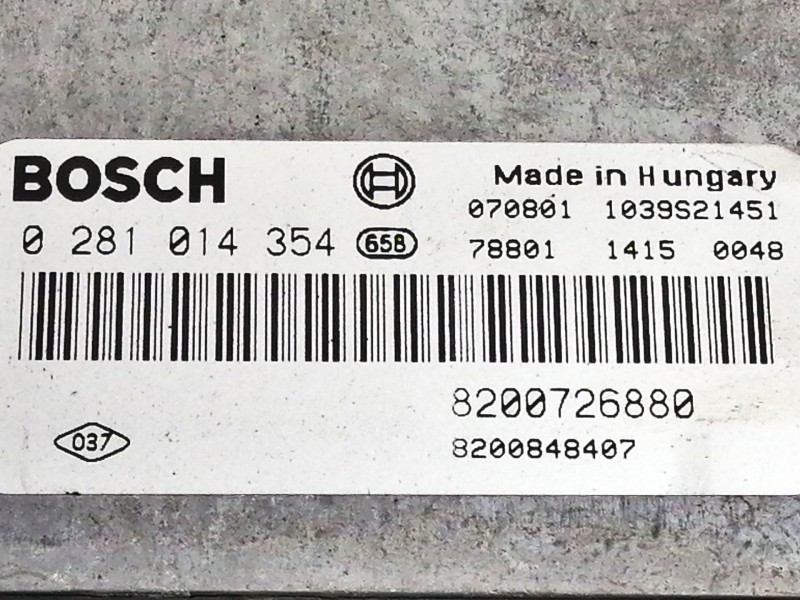 BOSCH
Made in Hungary
070801 1039S21451
0 281 014 354 658
78801 1415 0048
8200726880
037
8200848407